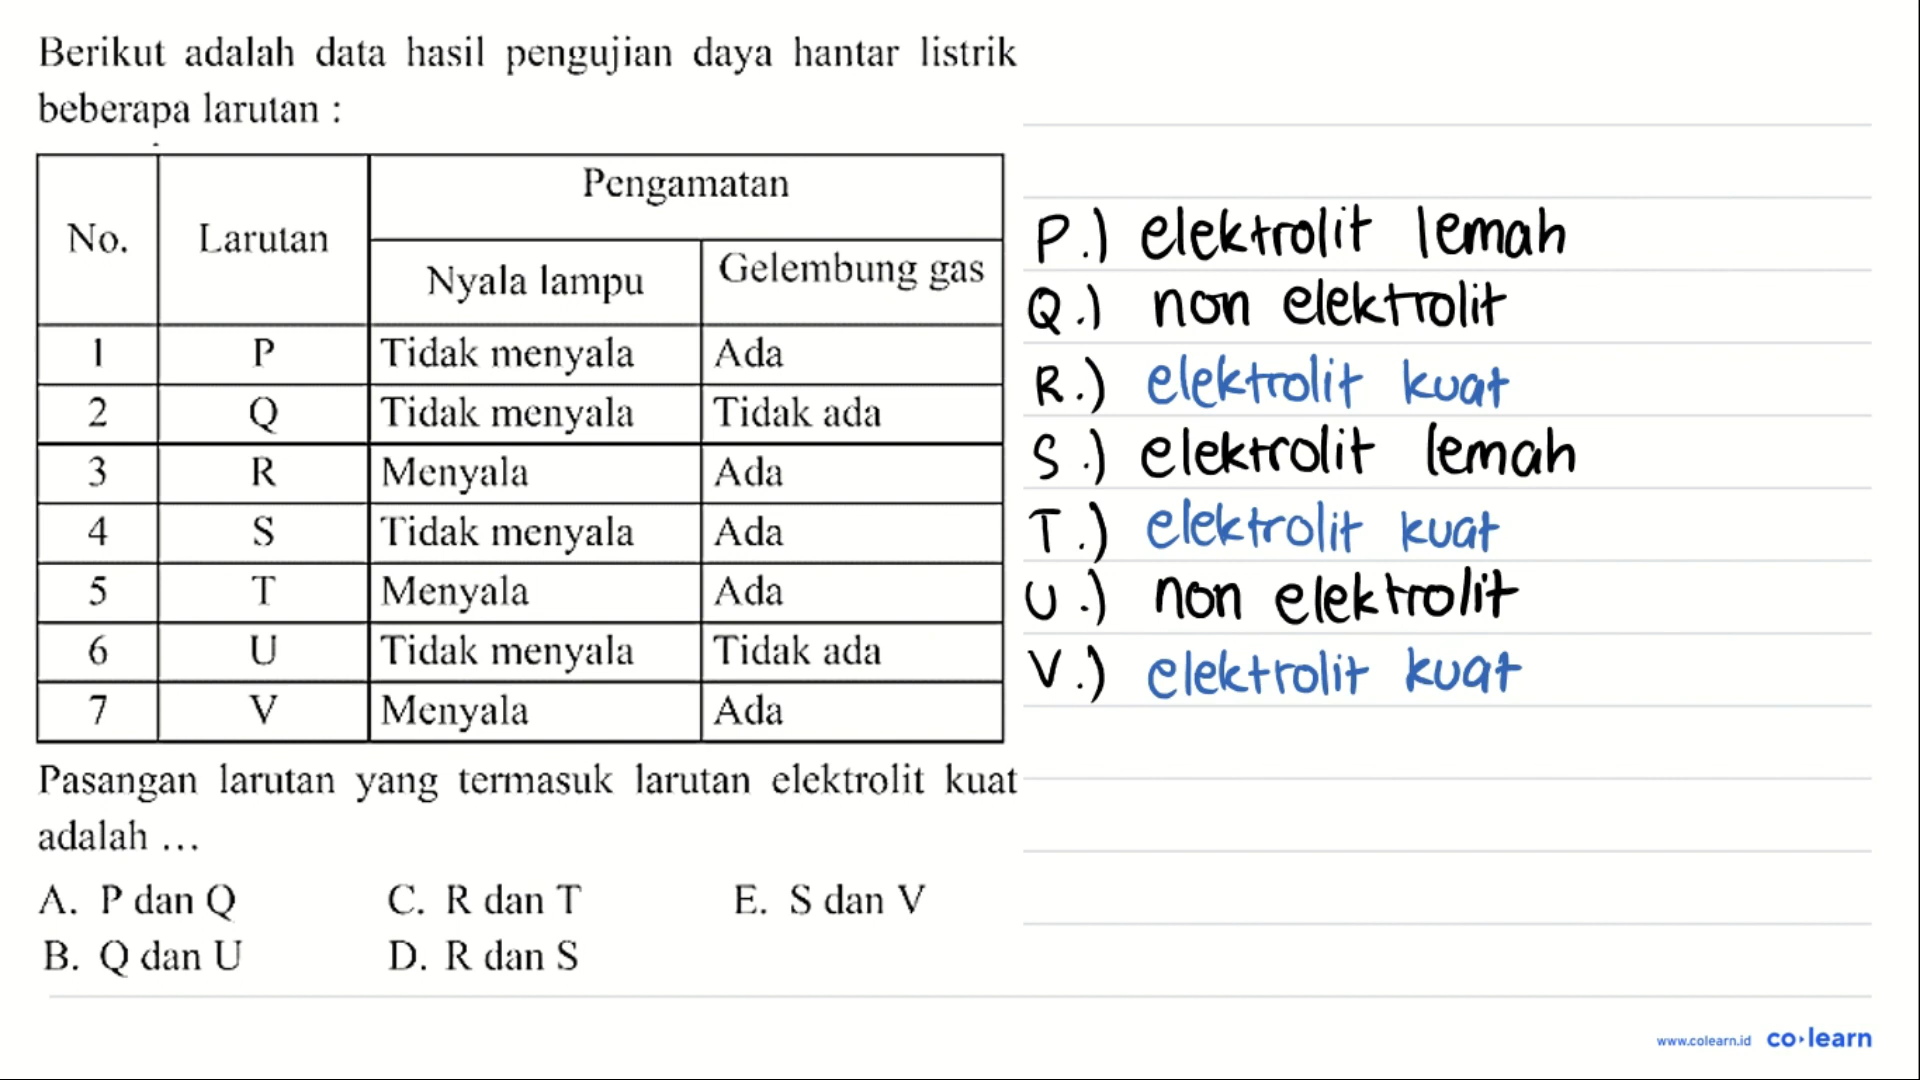 Berikut adalah data hasil pengujian daya hantar listrik
beberapa larutan :
No. Larutan Pengamatan
Nyala lampu Gelembung gas
1 P Tidak menyala Ada
2 Q Tidak menyala Tidak ada
3 R Menyala Ada
4 S Tidak menyala Ada
5 T Menyala Ada
6 U Tidak menyala Tidak ada
7 V Menyala Ada
Pasangan larutan yang termasuk larutan elektrolit kuat
adalah ...
A. P dan Q C. R dan T E. S dan V
B. Q dan U D. R dan S
P.) elektrolit lemah
Q.) non elektrolit
R.) elektrolit kuat
S.) elektrolit lemah
T.) elektrolit kuat
U.) non elektrolit
V.) elektrolit kuat
www.colearn.id co learn